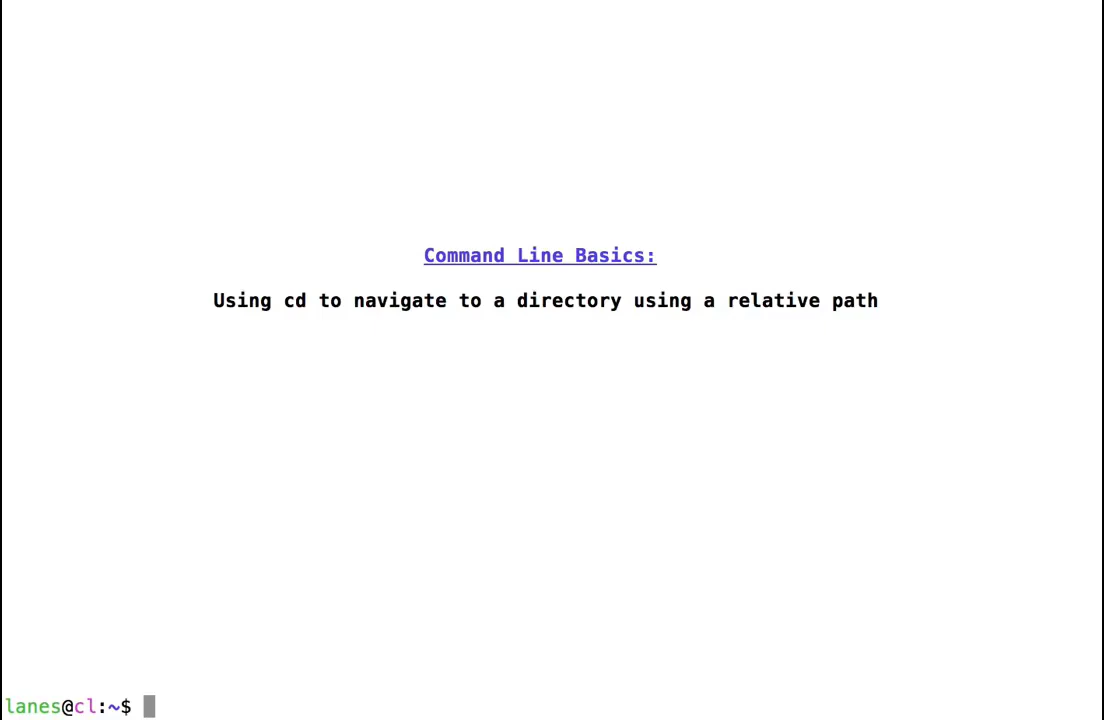 Command Line Basics:
Using cd to navigate to a directory using a relative path
lanes@cl:~$